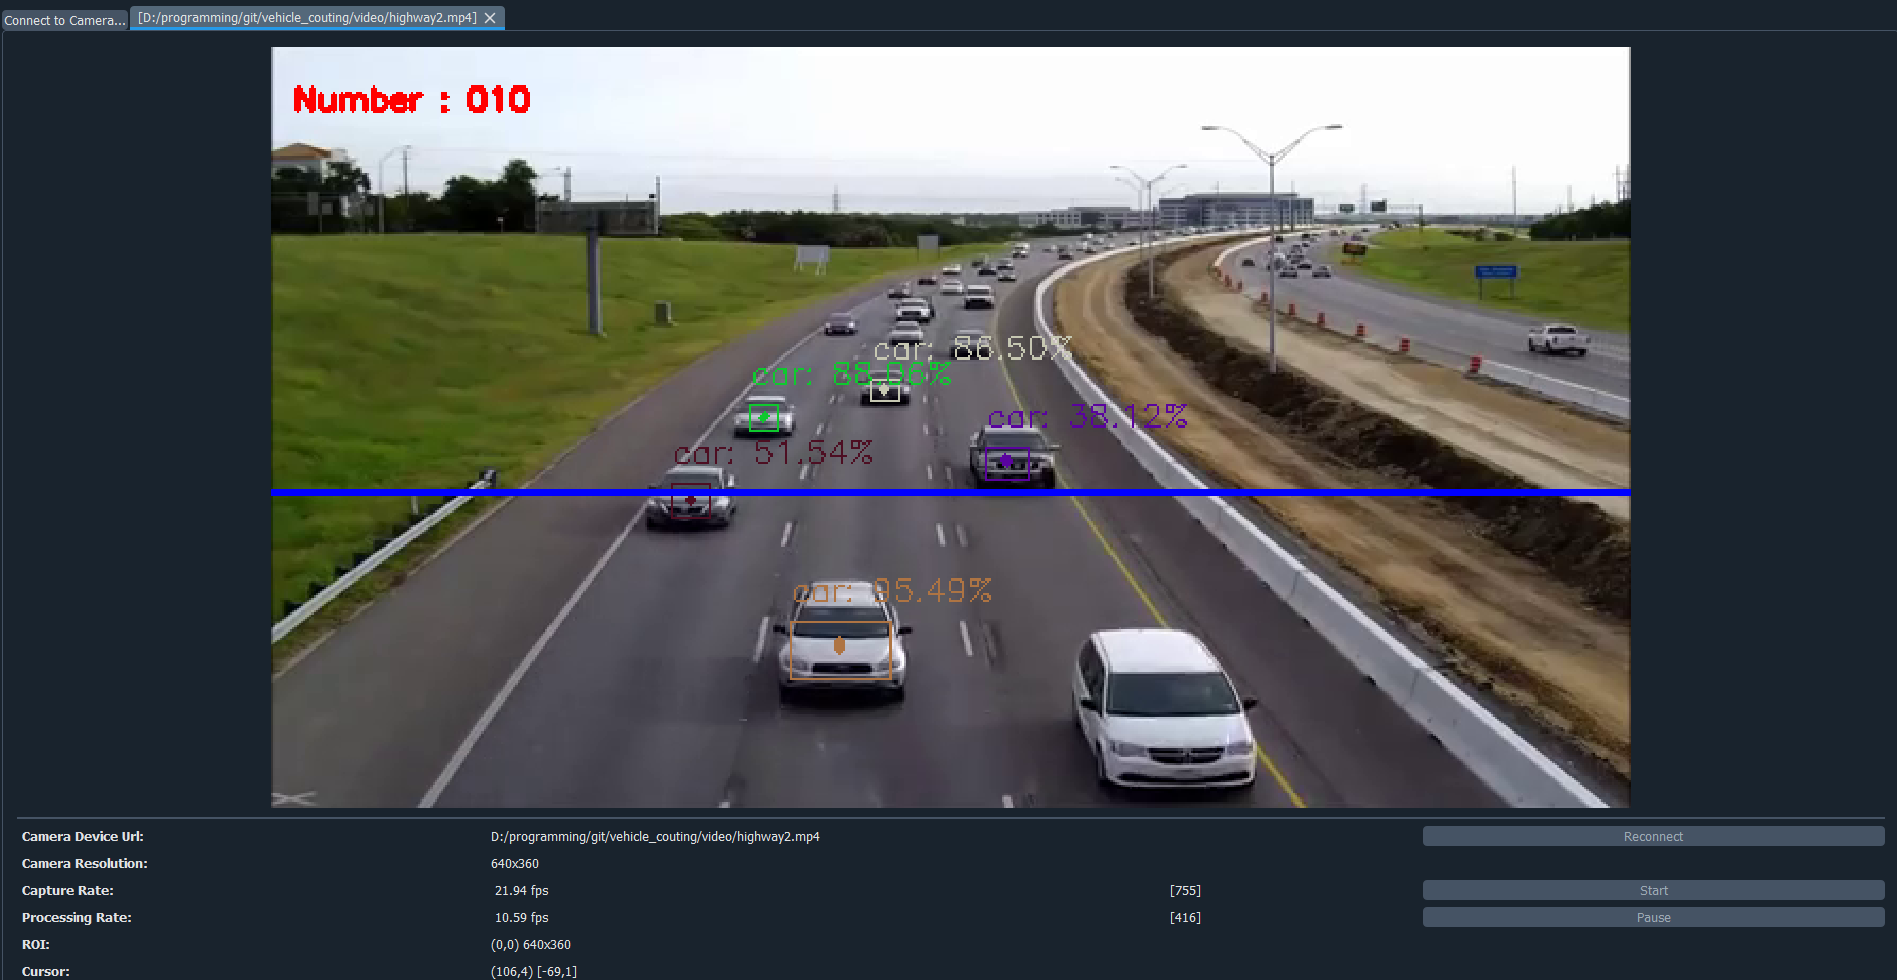 Connect to Camera...
[D:/programming/git/vehicle_couting/video/highway2.mp4]
Number : 010
car: 86.50%
car: 88.06%
car: 38.12%
car: 51.54%
car: 95.49%
Camera Device Url: D:/programming/git/vehicle_couting/video/highway2.mp4 Reconnect
Camera Resolution: 640x360
Capture Rate: 21.94 fps [755] Start
Processing Rate: 10.59 fps [416] Pause
ROI: (0,0) 640x360
Cursor: (106,4) [-69,1]